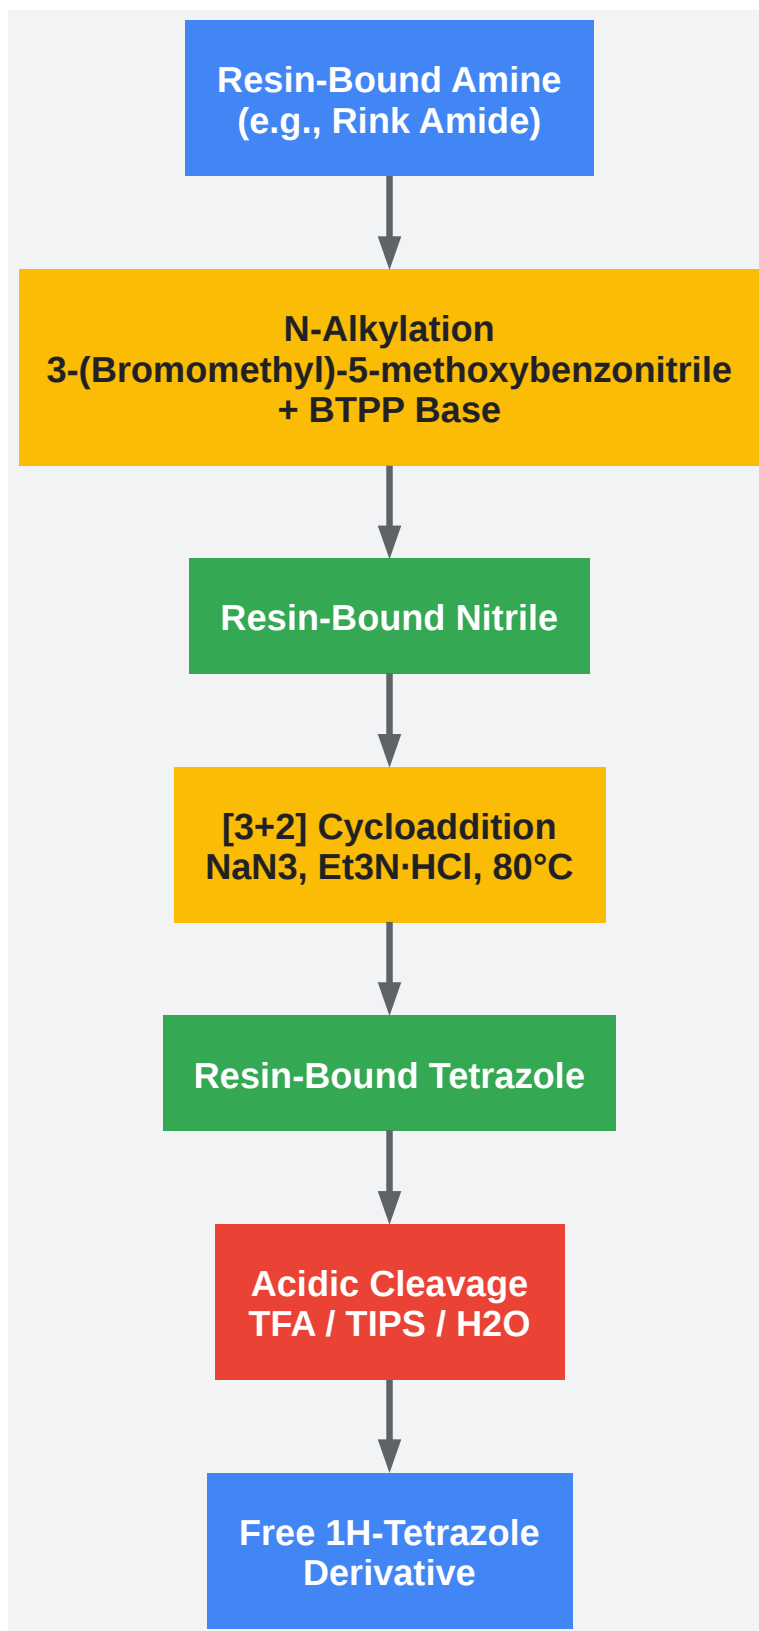 Resin-Bound Amine
(e.g., Rink Amide)
N-Alkylation
3-(Bromomethyl)-5-methoxybenzonitrile
+ BTPP Base
Resin-Bound Nitrile
[3+2] Cycloaddition
NaN3, Et3N·HCl, 80°C
Resin-Bound Tetrazole
Acidic Cleavage
TFA / TIPS / H2O
Free 1H-Tetrazole
Derivative